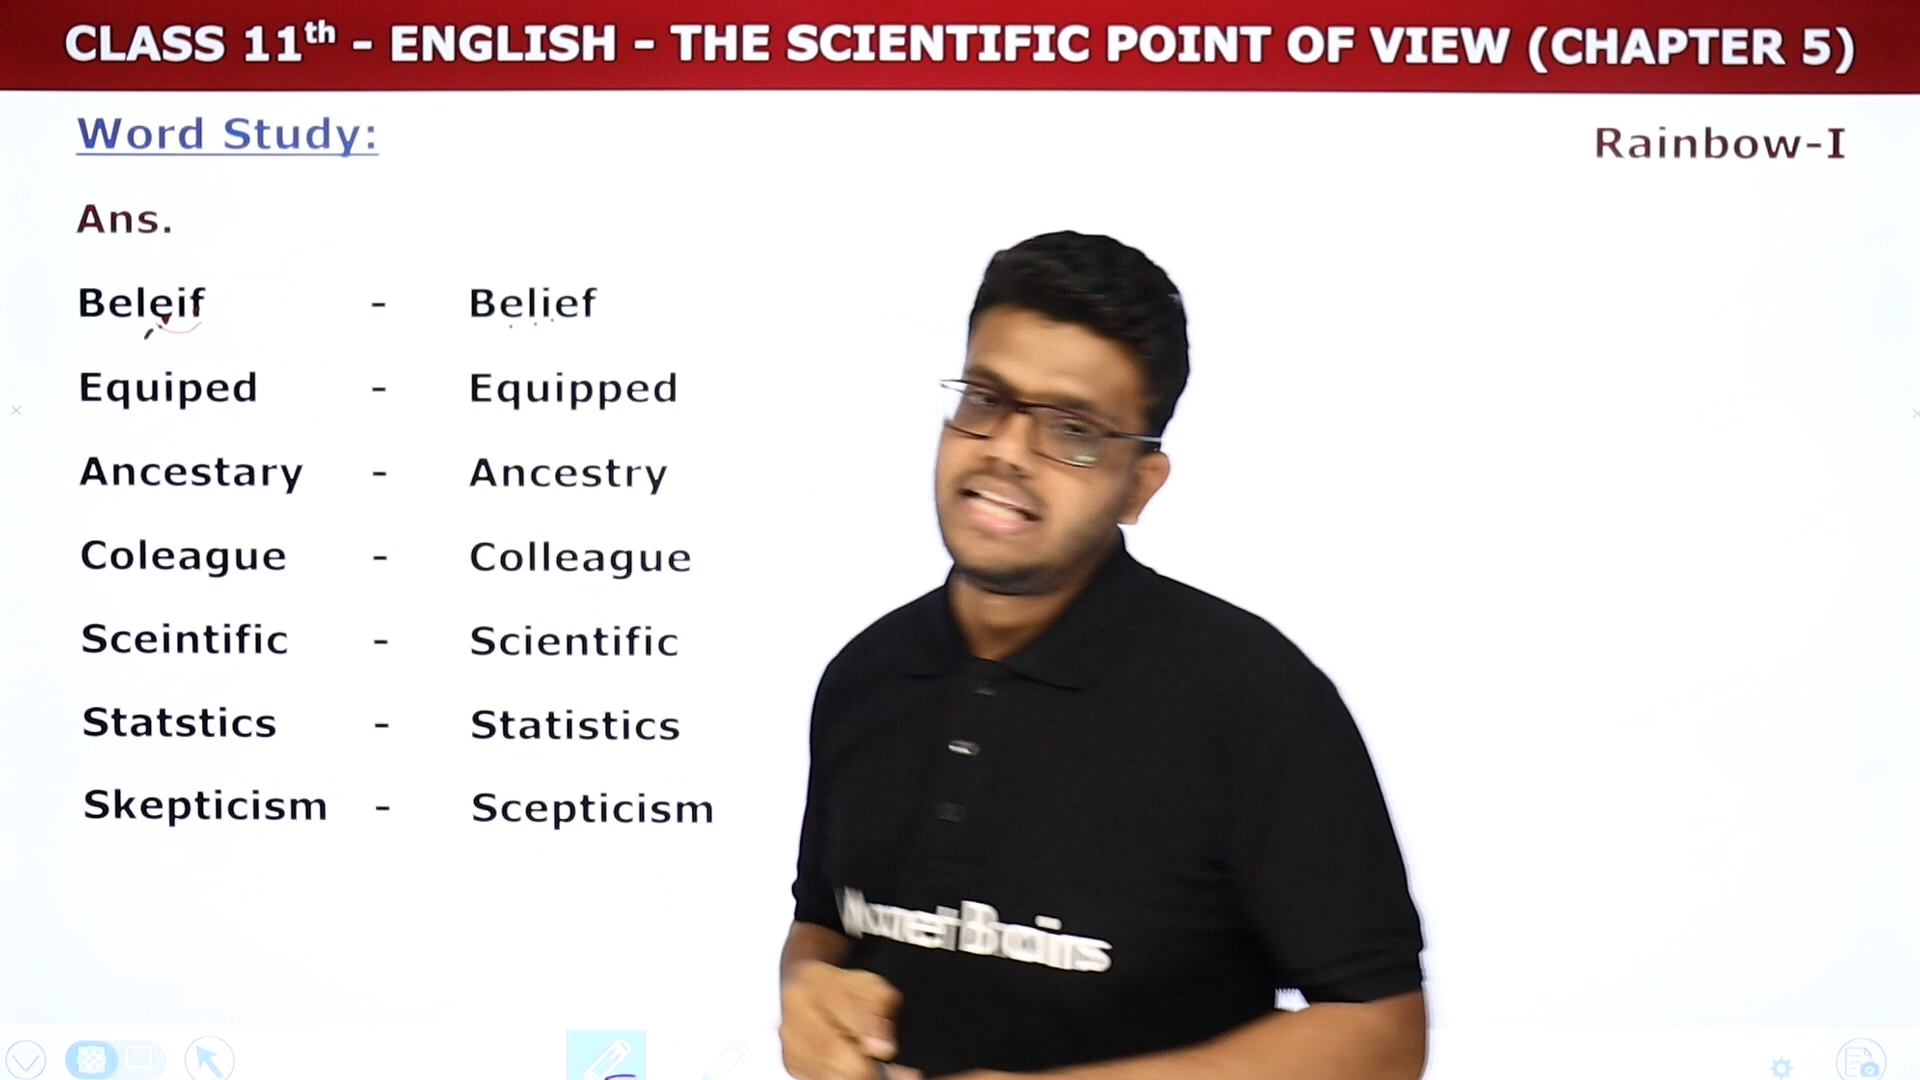 CLASS 11th - ENGLISH - THE SCIENTIFIC POINT OF VIEW (CHAPTER 5)
Word Study:
Rainbow-I
Ans.
Beleif - Belief
Equiped - Equipped
Ancestary - Ancestry
Coleague - Colleague
Sceintific - Scientific
Statstics - Statistics
Skepticism - Scepticism